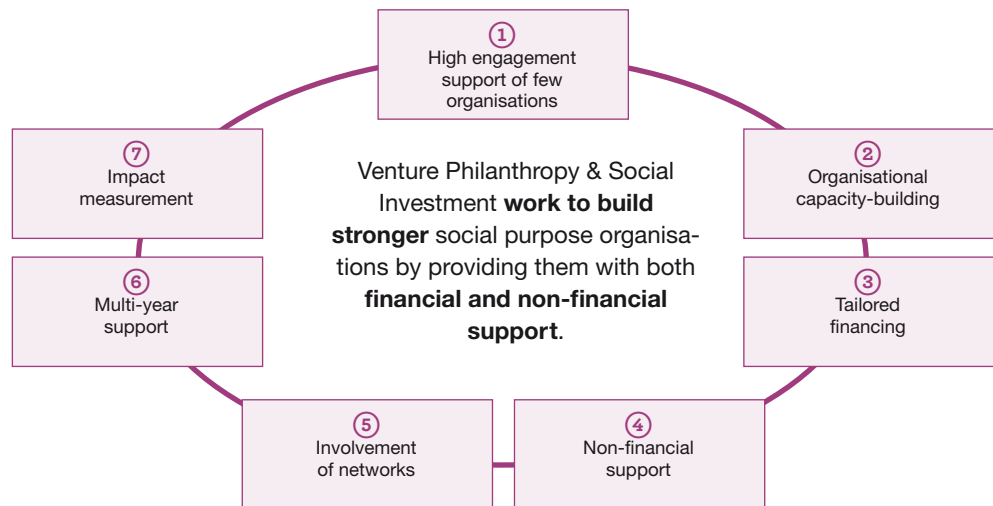 1
High engagement
support of few
organisations
2
Organisational
capacity-building
3
Tailored
financing
4
Non-financial
support
5
Involvement
of networks
6
Multi-year
support
7
Impact
measurement
Venture Philanthropy & Social
Investment work to build
stronger social purpose organisa-
tions by providing them with both
financial and non-financial
support.